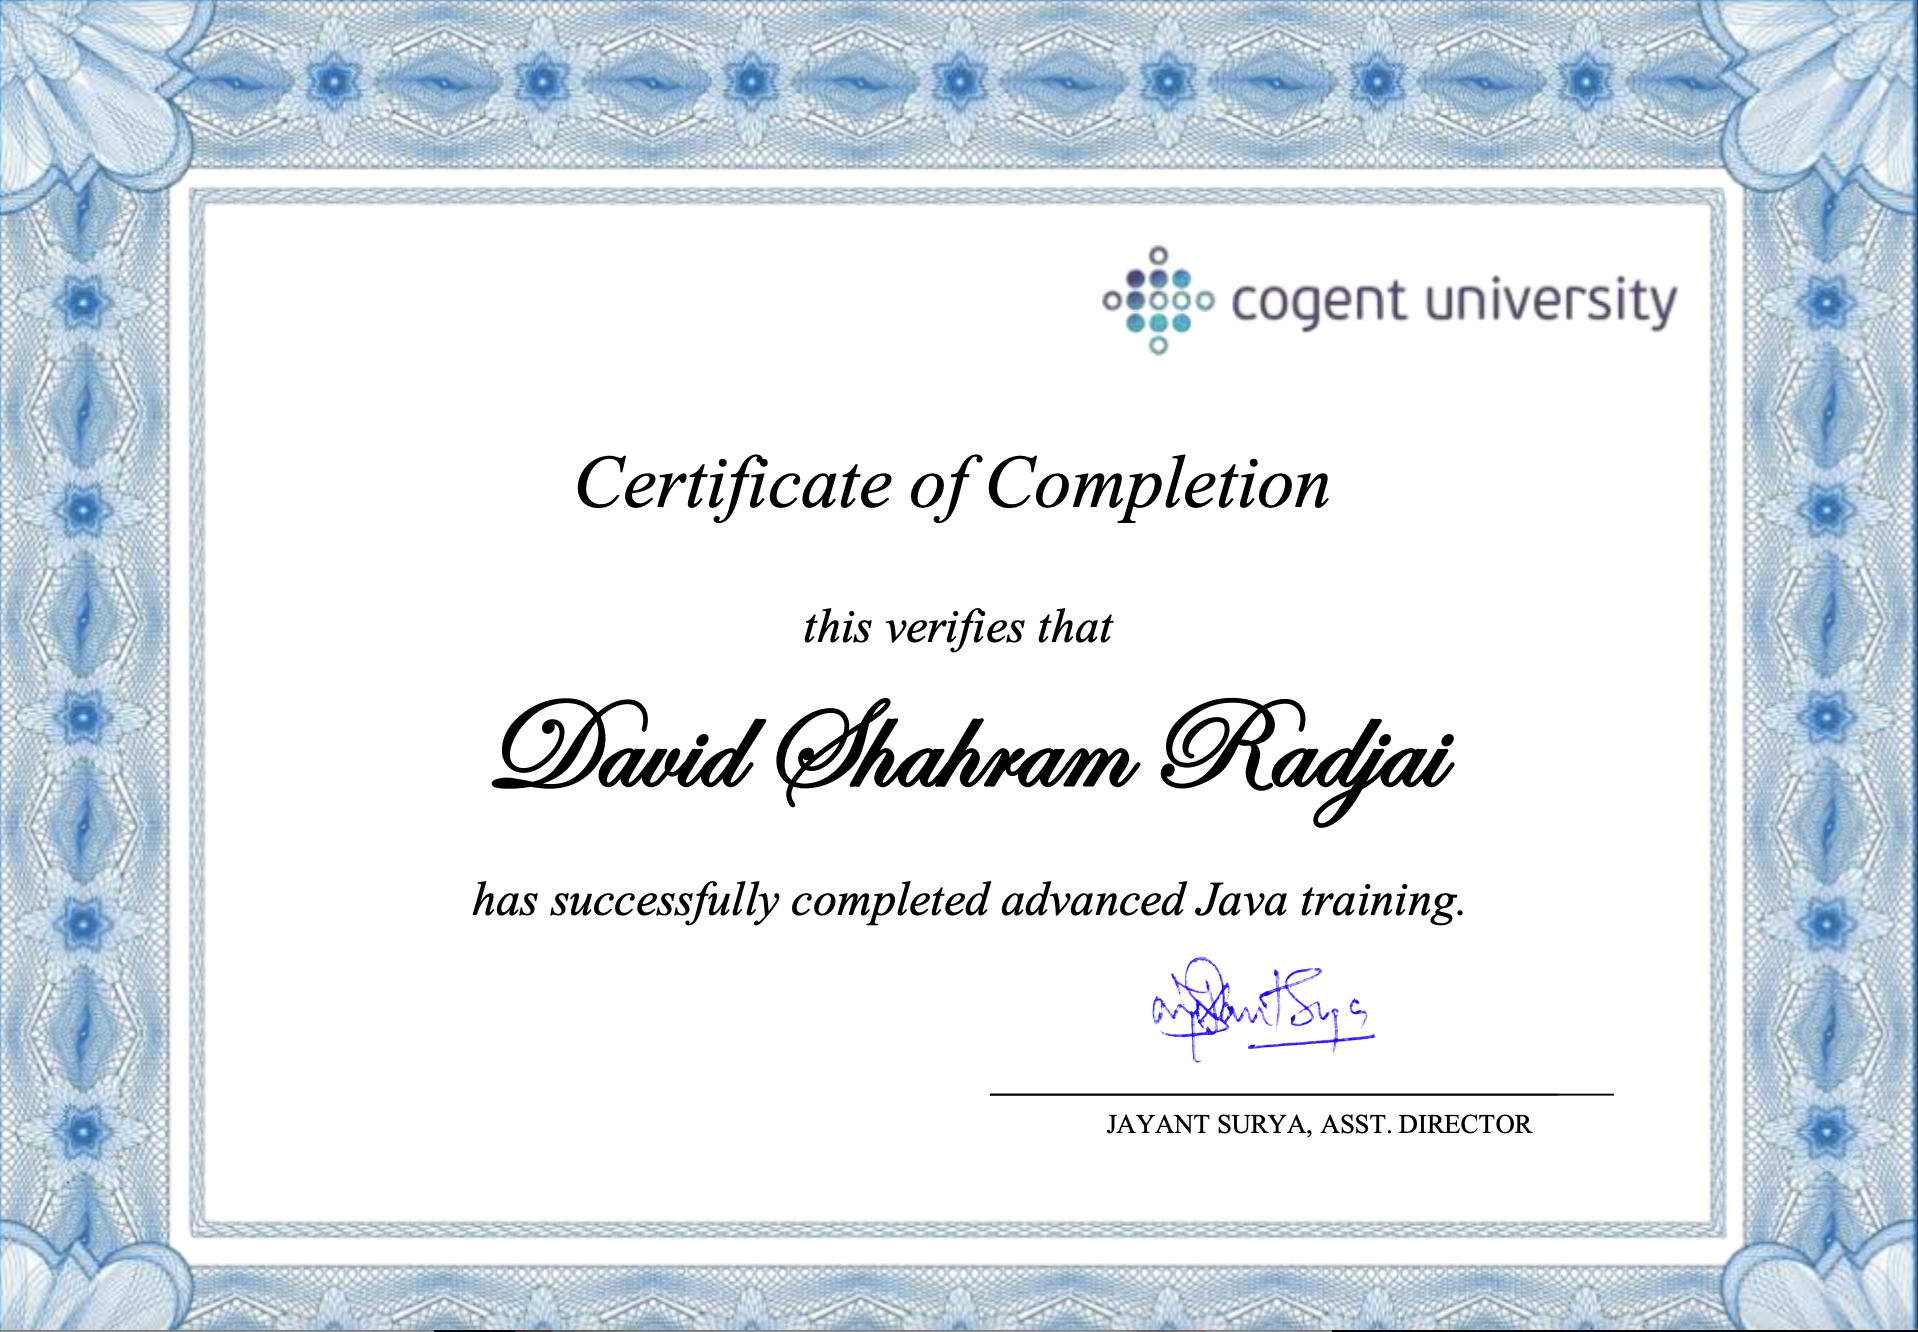 cogent university
Certificate of Completion
this verifies that
David Shahram Radjai
has successfully completed advanced Java training.
JAYANT SURYA, ASST. DIRECTOR